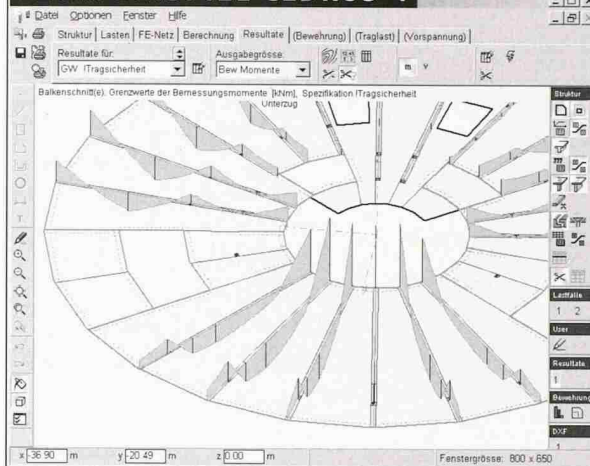 Datei Optionen Fenster Hilfe
Struktur Lasten FE-Netz Berechnung Resultate (Bewehrung) (Traglast) (Vorspannung)
Resultate für: Ausgabegrösse:
GW !Tragsicherheit Bew Momente
Balkenschnitt(e), Grenzwerte der Bemessungsmomente [kNm], Spezifikation !Tragsicherheit
Unterzug
Struktur
Lastfälle
1 2
User
Resultate
1
Bewehrung
DXF
1
x -36 90 m y -20 49 m z 0 00 m Fenstergrösse: 800 x 650